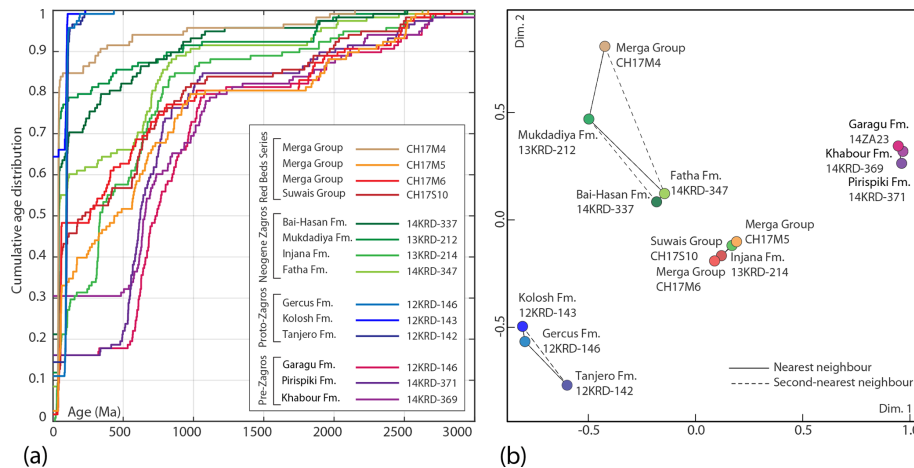 1
0.9
0.8
0.7
0.6
0.5
0.4
0.3
0.2
0.1
0
Cumulative age distribution
Age (Ma)
0
500
1000
1500
2000
2500
3000
Red Beds Series
Merga Group CH17M4
Merga Group CH17M5
Merga Group CH17M6
Suwais Group CH17S10
Neogene Zagros
Bai-Hasan Fm. 14KRD-337
Mukdadiya Fm. 13KRD-212
Injana Fm. 13KRD-214
Fatha Fm. 14KRD-347
Proto-Zagros
Gercus Fm. 12KRD-146
Kolosh Fm. 12KRD-143
Tanjero Fm. 12KRD-142
Pre-Zagros
Garagu Fm. 12KRD-146
Pirispiki Fm. 14KRD-371
Khabour Fm. 14KRD-369
(a)
Dim. 2
0.5
0.0
-0.5
Merga Group
CH17M4
Mukdadiya Fm.
13KRD-212
Fatha Fm.
14KRD-347
Bai-Hasan Fm.
14KRD-337
Garagu Fm.
14ZA23
Khabour Fm.
14KRD-369
Pirispiki Fm.
14KRD-371
Merga Group
CH17M5
Suwais Group
CH17S10
Injana Fm.
13KRD-214
Merga Group
CH17M6
Kolosh Fm.
12KRD-143
Gercus Fm.
12KRD-146
Tanjero Fm.
12KRD-142
Nearest neighbour
Second-nearest neighbour
Dim. 1
-0.5
0.0
0.5
1.0
(b)